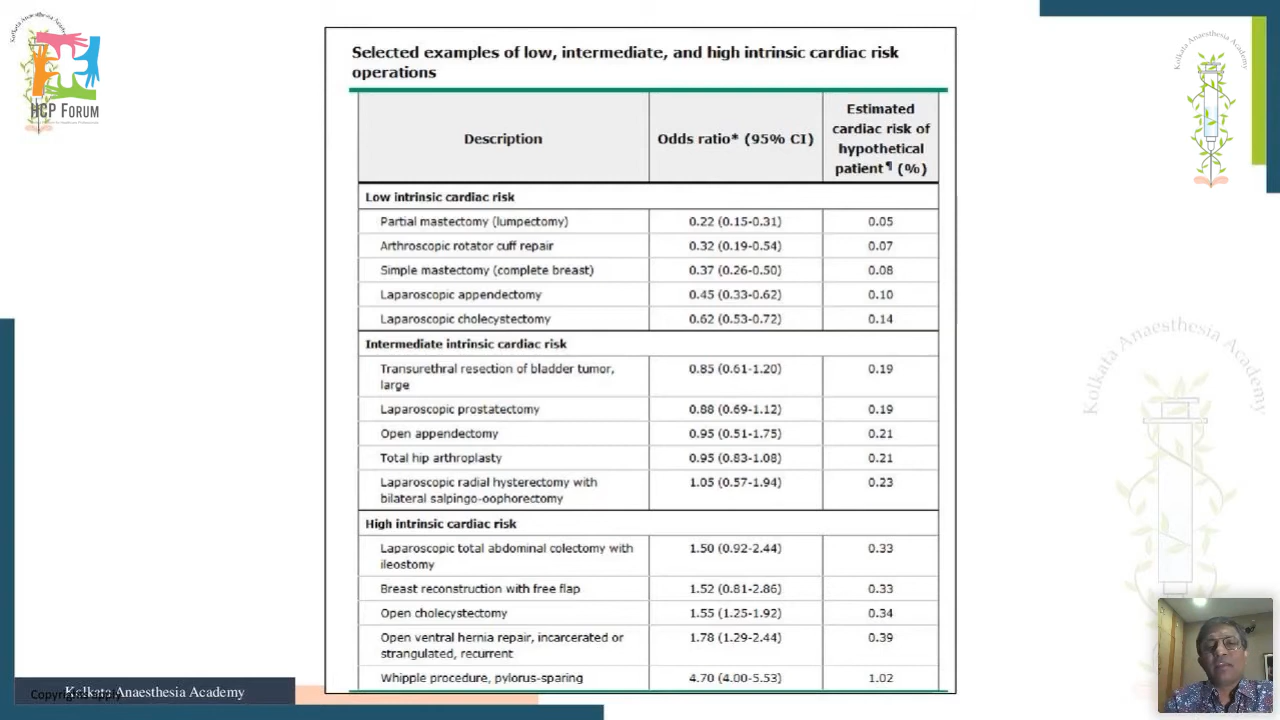 Kolkata Anaesthesia Academy
HCP FORUM
Kolkata Anaesthesia Academy
Selected examples of low, intermediate, and high intrinsic cardiac risk
operations
Description
Odds ratio* (95% CI)
Estimated
cardiac risk of
hypothetical
patient¶ (%)
Low intrinsic cardiac risk
Partial mastectomy (lumpectomy) 0.22 (0.15-0.31) 0.05
Arthroscopic rotator cuff repair 0.32 (0.19-0.54) 0.07
Simple mastectomy (complete breast) 0.37 (0.26-0.50) 0.08
Laparoscopic appendectomy 0.45 (0.33-0.62) 0.10
Laparoscopic cholecystectomy 0.62 (0.53-0.72) 0.14
Intermediate intrinsic cardiac risk
Transurethral resection of bladder tumor, 0.85 (0.61-1.20) 0.19
large
Laparoscopic prostatectomy 0.88 (0.69-1.12) 0.19
Open appendectomy 0.95 (0.51-1.75) 0.21
Total hip arthroplasty 0.95 (0.83-1.08) 0.21
Laparoscopic radial hysterectomy with 1.05 (0.57-1.94) 0.23
bilateral salpingo-oophorectomy
High intrinsic cardiac risk
Laparoscopic total abdominal colectomy with 1.50 (0.92-2.44) 0.33
ileostomy
Breast reconstruction with free flap 1.52 (0.81-2.86) 0.33
Open cholecystectomy 1.55 (1.25-1.92) 0.34
Open ventral hernia repair, incarcerated or 1.78 (1.29-2.44) 0.39
strangulated, recurrent
Whipple procedure, pylorus-sparing 4.70 (4.00-5.53) 1.02
Kolkata Anaesthesia Academy
Kolkata Anaesthesia Academy